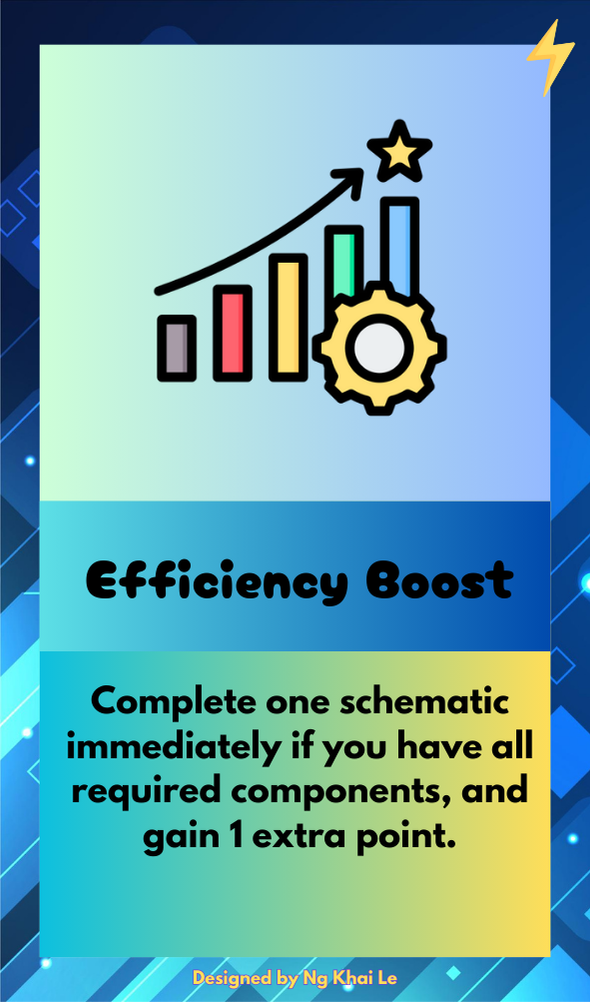 Efficiency Boost
Complete one schematic
immediately if you have all
required components, and
gain 1 extra point.
Designed by Ng Khai Le